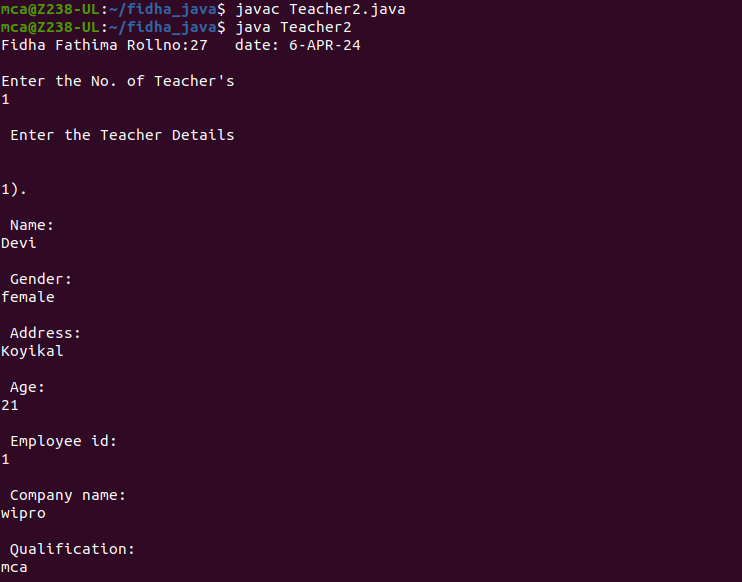 mca@Z238-UL:~/fidha_java$ javac Teacher2.java
mca@Z238-UL:~/fidha_java$ java Teacher2
Fidha Fathima Rollno:27   date: 6-APR-24
Enter the No. of Teacher's
1
Enter the Teacher Details
1).
Name:
Devi
Gender:
female
Address:
Koyikal
Age:
21
Employee id:
1
Company name:
wipro
Qualification:
mca